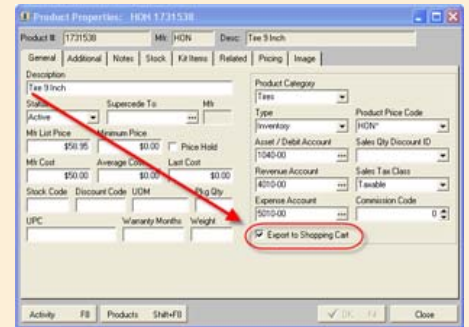 Product Properties: HON 1731538
Product #: 1731538 Mfr: HON Desc: Tee 9 Inch
General Additional Notes Stock Kit Items Related Pricing Image
Description
Tee 9 Inch
Status Supercede To Mfr
Active
Mfr List Price Minimum Price
$58.95 $0.00 Price Hold
Mfr Cost Average Cost Last Cost
$50.00 $0.00 $0.00
Stock Code Discount Code UOM Pkg Qty
UPC Warranty Months Weight
Product Category
Tees
Type Product Price Code
Inventory HON*
Asset / Debit Account Sales Qty Discount ID
1040-00
Revenue Account Sales Tax Class
4010-00 Taxable
Expense Account Commission Code
5010-00 0
Export to Shopping Cart
Activity F8 Products Shift+F8 OK F4 Close